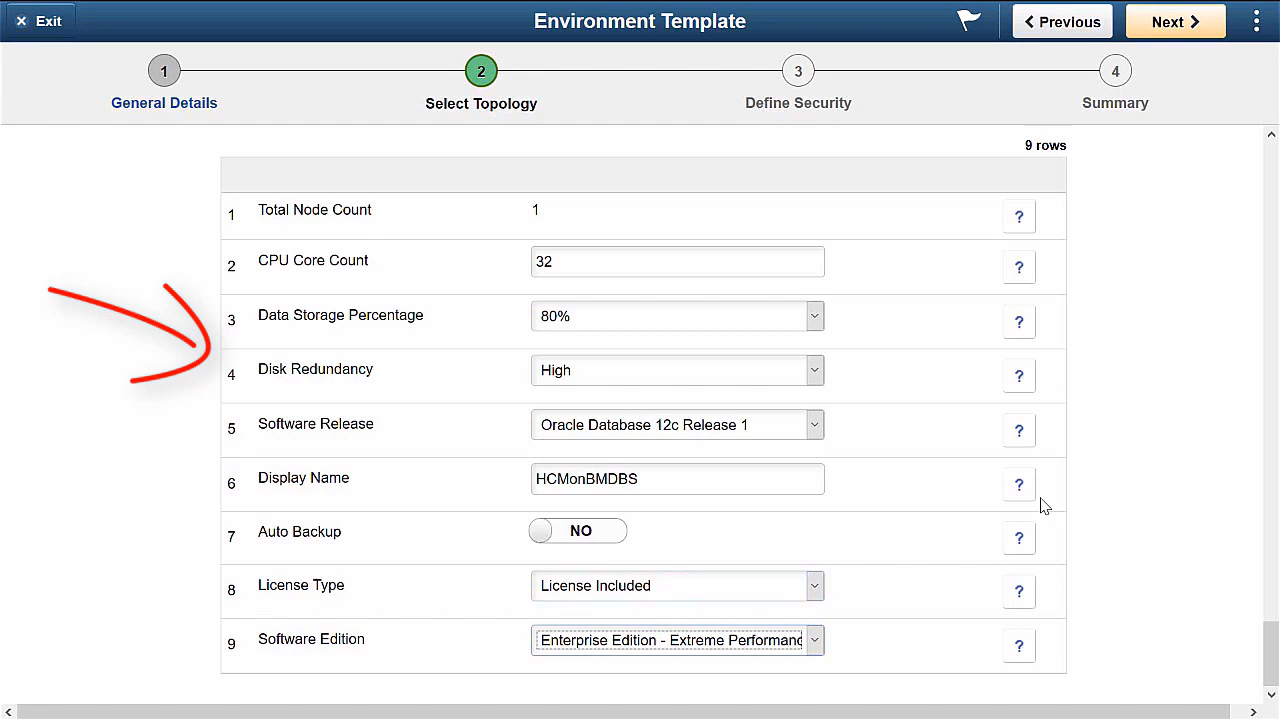 × Exit
Environment Template
Previous
Next
1
2
3
4
General Details
Select Topology
Define Security
Summary
9 rows
1 Total Node Count 1 ?
2 CPU Core Count 32 ?
3 Data Storage Percentage 80% ?
4 Disk Redundancy High ?
5 Software Release Oracle Database 12c Release 1 ?
6 Display Name HCMonBMDBS ?
7 Auto Backup NO ?
8 License Type License Included ?
9 Software Edition Enterprise Edition - Extreme Performanc ?